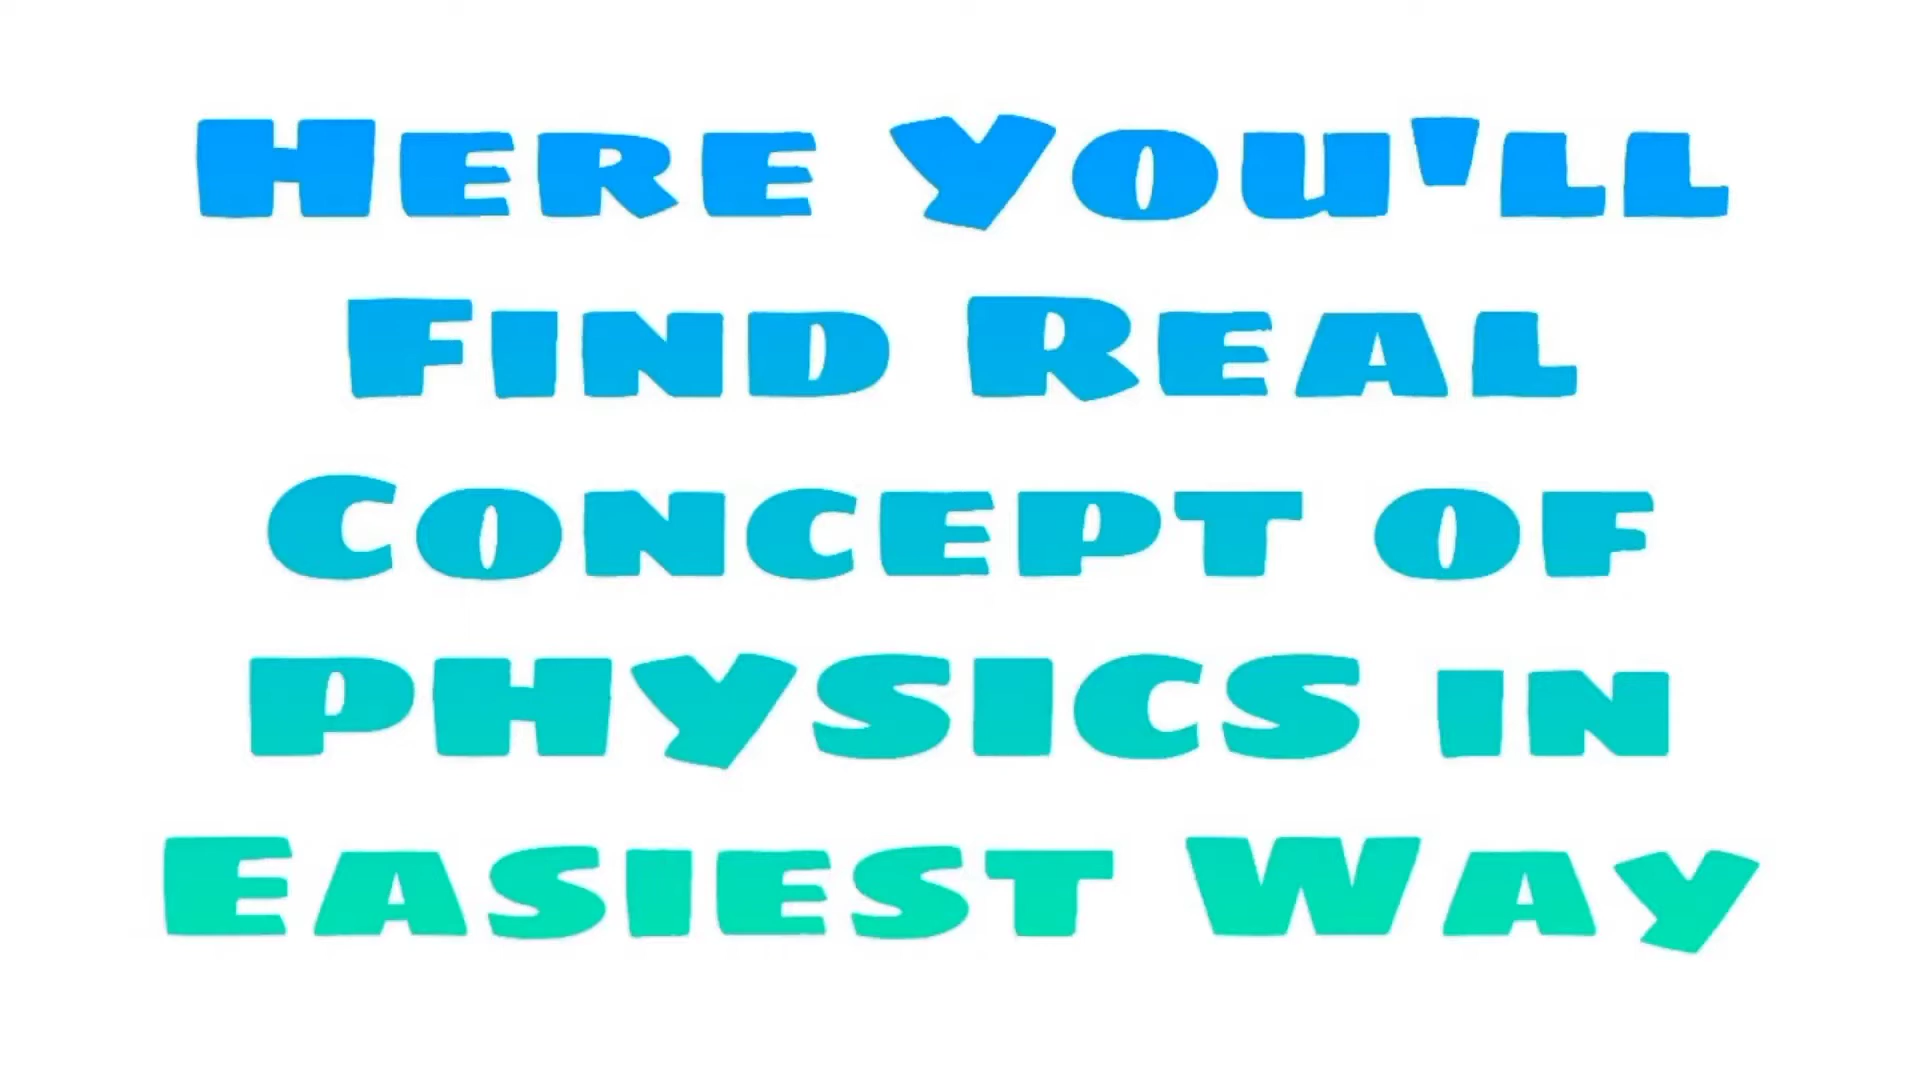 Here You'll
Find Real
Concept of
PHYSICS in
Easiest Way